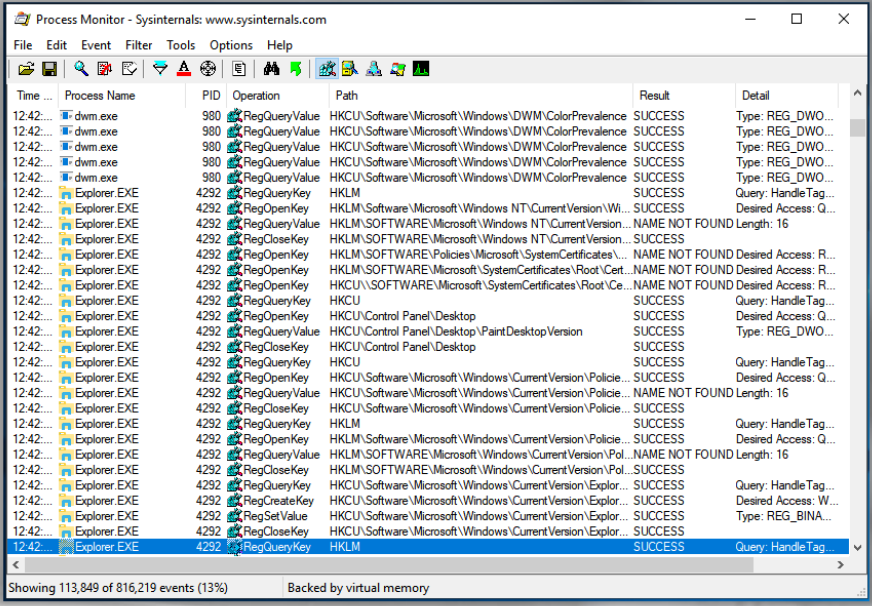 Process Monitor - Sysinternals: www.sysinternals.com
File Edit Event Filter Tools Options Help
Time ... Process Name PID Operation Path Result Detail
12:42:... dwm.exe 980 RegQueryValue HKCU\Software\Microsoft\Windows\DWM\ColorPrevalence SUCCESS Type: REG_DWO...
12:42:... dwm.exe 980 RegQueryValue HKCU\Software\Microsoft\Windows\DWM\ColorPrevalence SUCCESS Type: REG_DWO...
12:42:... dwm.exe 980 RegQueryValue HKCU\Software\Microsoft\Windows\DWM\ColorPrevalence SUCCESS Type: REG_DWO...
12:42:... dwm.exe 980 RegQueryValue HKCU\Software\Microsoft\Windows\DWM\ColorPrevalence SUCCESS Type: REG_DWO...
12:42:... dwm.exe 980 RegQueryValue HKCU\Software\Microsoft\Windows\DWM\ColorPrevalence SUCCESS Type: REG_DWO...
12:42:... Explorer.EXE 4292 RegQueryKey HKLM SUCCESS Query: HandleTag...
12:42:... Explorer.EXE 4292 RegOpenKey HKLM\Software\Microsoft\Windows NT\CurrentVersion\Wi... SUCCESS Desired Access: Q...
12:42:... Explorer.EXE 4292 RegQueryValue HKLM\SOFTWARE\Microsoft\Windows NT\CurrentVersion... NAME NOT FOUND Length: 16
12:42:... Explorer.EXE 4292 RegCloseKey HKLM\SOFTWARE\Microsoft\Windows NT\CurrentVersion... SUCCESS
12:42:... Explorer.EXE 4292 RegOpenKey HKLM\SOFTWARE\Policies\Microsoft\SystemCertificates\... NAME NOT FOUND Desired Access: R...
12:42:... Explorer.EXE 4292 RegOpenKey HKLM\SOFTWARE\Microsoft\SystemCertificates\Root\Cert... NAME NOT FOUND Desired Access: R...
12:42:... Explorer.EXE 4292 RegOpenKey HKCU\\SOFTWARE\Microsoft\SystemCertificates\Root\Ce... NAME NOT FOUND Desired Access: R...
12:42:... Explorer.EXE 4292 RegQueryKey HKCU SUCCESS Query: HandleTag...
12:42:... Explorer.EXE 4292 RegOpenKey HKCU\Control Panel\Desktop SUCCESS Desired Access: Q...
12:42:... Explorer.EXE 4292 RegQueryValue HKCU\Control Panel\Desktop\PaintDesktopVersion SUCCESS Type: REG_DWO...
12:42:... Explorer.EXE 4292 RegCloseKey HKCU\Control Panel\Desktop SUCCESS
12:42:... Explorer.EXE 4292 RegQueryKey HKCU SUCCESS Query: HandleTag...
12:42:... Explorer.EXE 4292 RegOpenKey HKCU\Software\Microsoft\Windows\CurrentVersion\Policie... SUCCESS Desired Access: Q...
12:42:... Explorer.EXE 4292 RegQueryValue HKCU\Software\Microsoft\Windows\CurrentVersion\Policie... NAME NOT FOUND Length: 16
12:42:... Explorer.EXE 4292 RegCloseKey HKCU\Software\Microsoft\Windows\CurrentVersion\Policie... SUCCESS
12:42:... Explorer.EXE 4292 RegQueryKey HKLM SUCCESS Query: HandleTag...
12:42:... Explorer.EXE 4292 RegOpenKey HKLM\Software\Microsoft\Windows\CurrentVersion\Policie... SUCCESS Desired Access: Q...
12:42:... Explorer.EXE 4292 RegQueryValue HKLM\SOFTWARE\Microsoft\Windows\CurrentVersion\Pol... NAME NOT FOUND Length: 16
12:42:... Explorer.EXE 4292 RegCloseKey HKLM\SOFTWARE\Microsoft\Windows\CurrentVersion\Pol... SUCCESS
12:42:... Explorer.EXE 4292 RegQueryKey HKCU\Software\Microsoft\Windows\CurrentVersion\Explor... SUCCESS Query: HandleTag...
12:42:... Explorer.EXE 4292 RegCreateKey HKCU\Software\Microsoft\Windows\CurrentVersion\Explor... SUCCESS Desired Access: W...
12:42:... Explorer.EXE 4292 RegSetValue HKCU\Software\Microsoft\Windows\CurrentVersion\Explor... SUCCESS Type: REG_BINA...
12:42:... Explorer.EXE 4292 RegCloseKey HKCU\Software\Microsoft\Windows\CurrentVersion\Explor... SUCCESS
12:42:... Explorer.EXE 4292 RegQueryKey HKLM SUCCESS Query: HandleTag...
Showing 113,849 of 816,219 events (13%) Backed by virtual memory